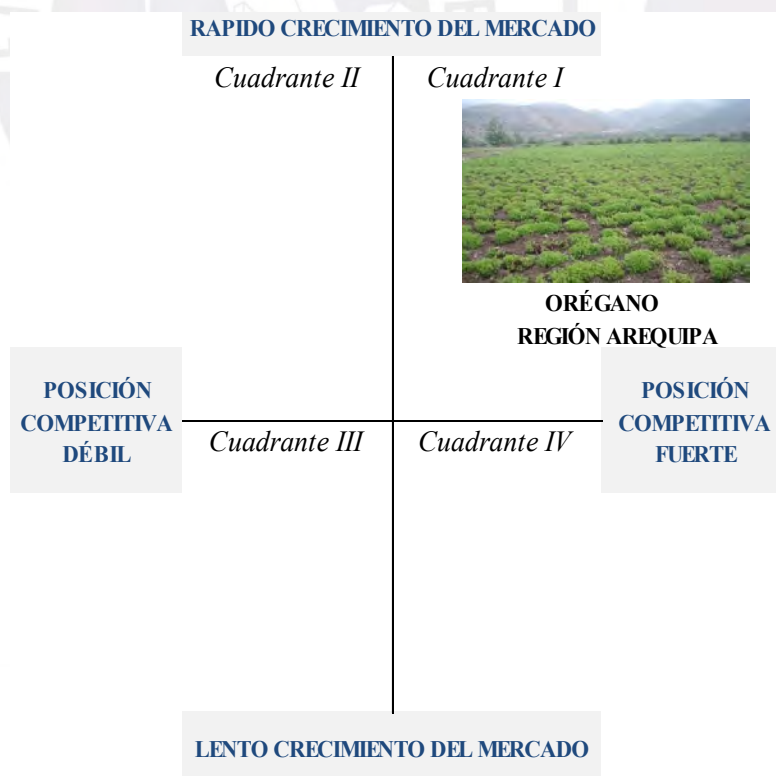 RAPIDO CRECIMIENTO DEL MERCADO
Cuadrante II
Cuadrante I
ORÉGANO
REGIÓN AREQUIPA
POSICIÓN
COMPETITIVA
DÉBIL
POSICIÓN
COMPETITIVA
FUERTE
Cuadrante III
Cuadrante IV
LENTO CRECIMIENTO DEL MERCADO